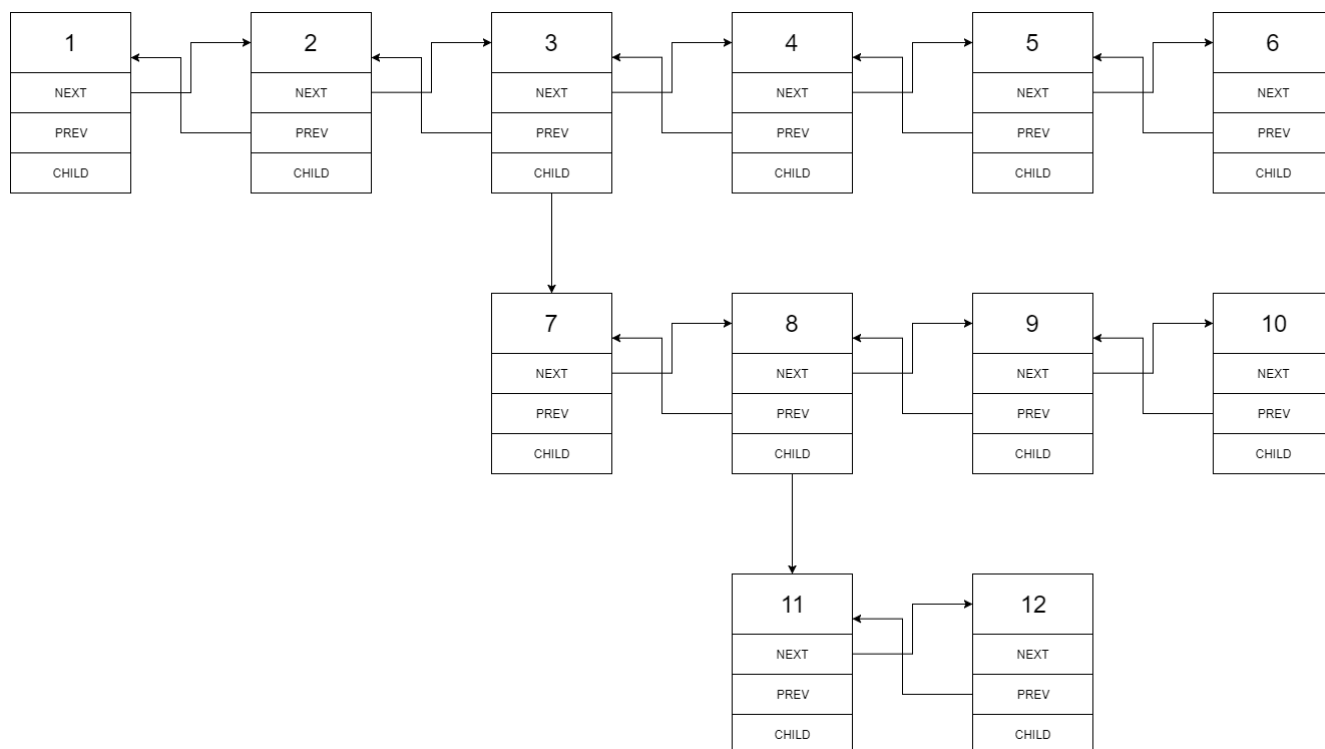 1 2 3 4 5 6
NEXT NEXT NEXT NEXT NEXT NEXT
PREV PREV PREV PREV PREV PREV
CHILD CHILD CHILD CHILD CHILD CHILD
7 8 9 10
NEXT NEXT NEXT NEXT
PREV PREV PREV PREV
CHILD CHILD CHILD CHILD
11 12
NEXT NEXT
PREV PREV
CHILD CHILD